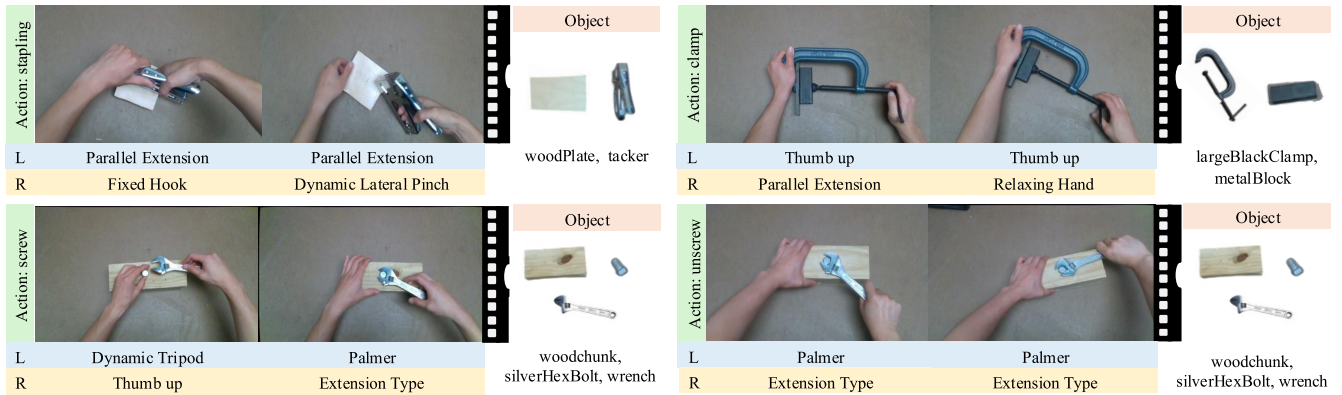 Action: stapling
Object
L Parallel Extension Parallel Extension
R Fixed Hook Dynamic Lateral Pinch
woodPlate, tacker
Action: clamp
Object
L Thumb up Thumb up
R Parallel Extension Relaxing Hand
largeBlackClamp,
metalBlock
Action: screw
Object
L Dynamic Tripod Palmer
R Thumb up Extension Type
woodchunk,
silverHexBolt, wrench
Action: unscrew
Object
L Palmer Palmer
R Extension Type Extension Type
woodchunk,
silverHexBolt, wrench